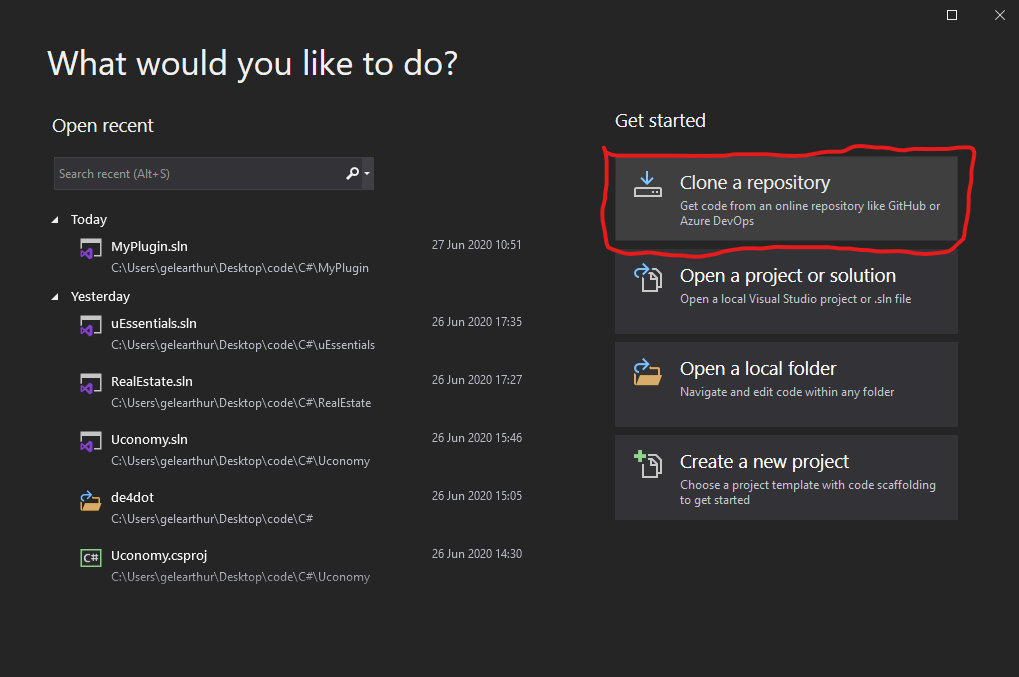 What would you like to do?
Open recent
Search recent (Alt+S)
Today
MyPlugin.sln
27 Jun 2020 10:51
C:\Users\gelearthur\Desktop\code\C#\MyPlugin
Yesterday
uEssentials.sln
26 Jun 2020 17:35
C:\Users\gelearthur\Desktop\code\C#\uEssentials
RealEstate.sln
26 Jun 2020 17:27
C:\Users\gelearthur\Desktop\code\C#\RealEstate
Uconomy.sln
26 Jun 2020 15:46
C:\Users\gelearthur\Desktop\code\C#\Uconomy
de4dot
26 Jun 2020 15:05
C:\Users\gelearthur\Desktop\code\C#
C#
Uconomy.csproj
26 Jun 2020 14:30
C:\Users\gelearthur\Desktop\code\C#\Uconomy
Get started
Clone a repository
Get code from an online repository like GitHub or
Azure DevOps
Open a project or solution
Open a local Visual Studio project or .sln file
Open a local folder
Navigate and edit code within any folder
Create a new project
Choose a project template with code scaffolding
to get started